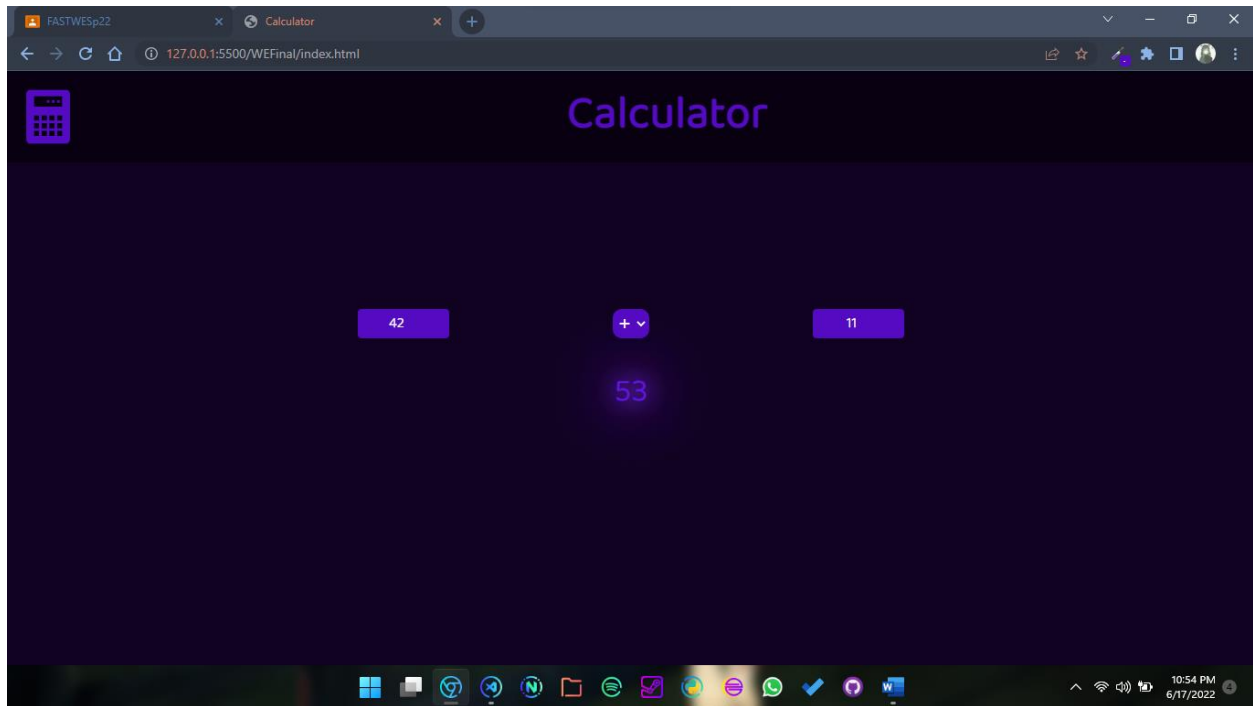 FASTWESp22
Calculator
127.0.0.1:5500/WEFinal/index.html
Calculator
42
+
11
53
10:54 PM
6/17/2022
4